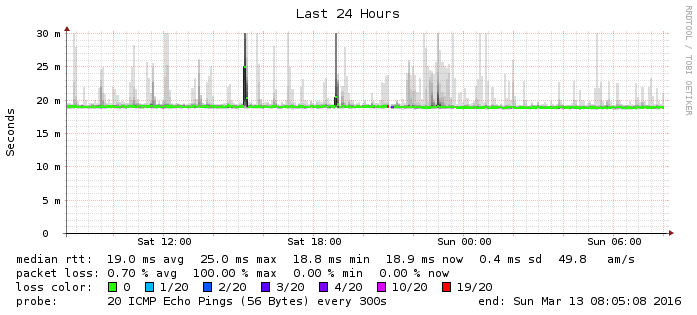 Last 24 Hours
RRDTOOL / TOBI OETIKER
Seconds
30 m
25 m
20 m
15 m
10 m
5 m
0
Sat 12:00 Sat 18:00 Sun 00:00 Sun 06:00
median rtt: 19.0 ms avg 25.0 ms max 18.8 ms min 18.9 ms now 0.4 ms sd 49.8 am/s
packet loss: 0.70 % avg 100.00 % max 0.00 % min 0.00 % now
loss color: 0 1/20 2/20 3/20 4/20 10/20 19/20
probe: 20 ICMP Echo Pings (56 Bytes) every 300s end: Sun Mar 13 08:05:08 2016